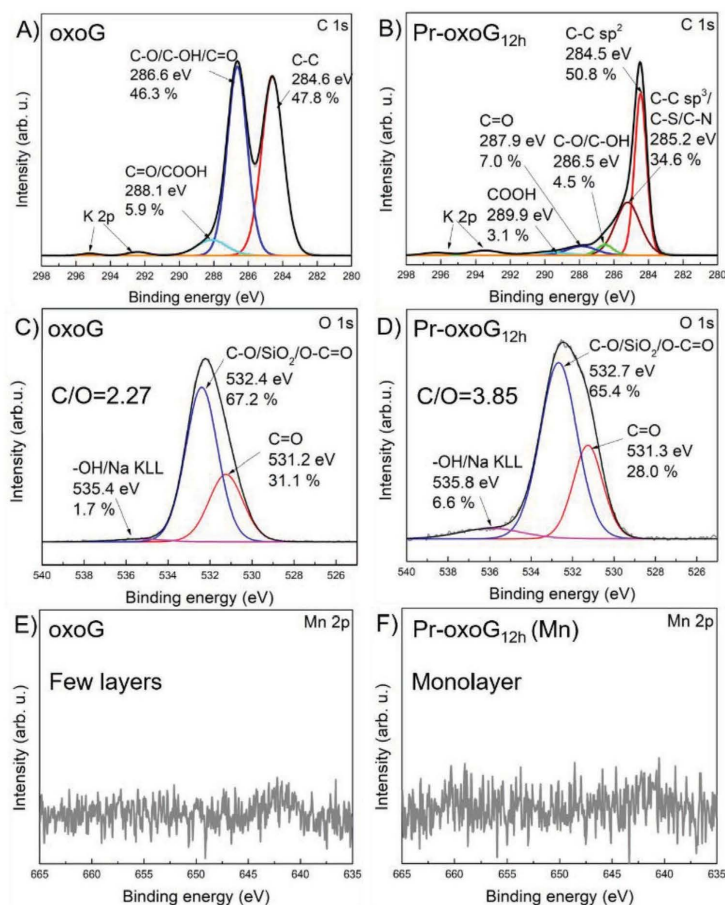 A) oxoG
C 1s
C-O/C-OH/C=O
286.6 eV
46.3 %
C-C
284.6 eV
47.8 %
C=O/COOH
288.1 eV
5.9 %
K 2p
Intensity (arb. u.)
298 296 294 292 290 288 286 284 282 280
Binding energy (eV)
B) Pr-oxoG12h
C 1s
C-C sp2
284.5 eV
50.8 %
C-C sp3/
C-S/C-N
285.2 eV
34.6 %
C=O
287.9 eV
7.0 %
C-O/C-OH
286.5 eV
4.5 %
COOH
289.9 eV
3.1 %
K 2p
Intensity (arb. u.)
298 296 294 292 290 288 286 284 282 280
Binding energy (eV)
C) oxoG
O 1s
C/O=2.27
C-O/SiO2/O-C=O
532.4 eV
67.2 %
C=O
531.2 eV
31.1 %
-OH/Na KLL
535.4 eV
1.7 %
Intensity (arb.u.)
540 538 536 534 532 530 528 526
Binding energy (eV)
D) Pr-oxoG12h
O 1s
C/O=3.85
C-O/SiO2/O-C=O
532.7 eV
65.4 %
C=O
531.3 eV
28.0 %
-OH/Na KLL
535.8 eV
6.6 %
Intensity (arb.u.)
540 538 536 534 532 530 528 526
Binding energy (eV)
E) oxoG
Mn 2p
Few layers
Intensity (arb. u.)
665 660 655 650 645 640 635
Binding energy (eV)
F) Pr-oxoG12h (Mn)
Mn 2p
Monolayer
Intensity (arb. u.)
665 660 655 650 645 640 635
Binding energy (eV)